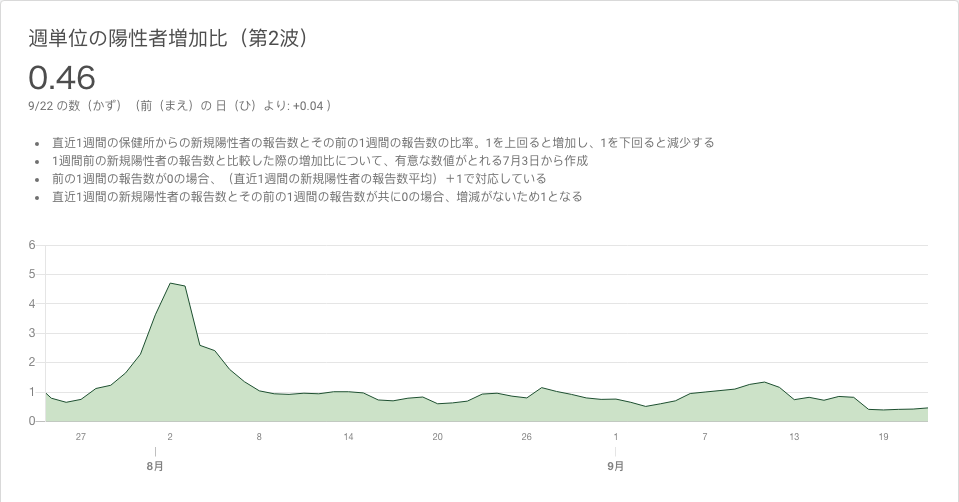 週単位の陽性者増加比（第2波）
0.46
9/22 の数（かず）（前（まえ）の日（ひ）より: +0.04 ）
• 直近1週間の保健所からの新規陽性者の報告数とその前の1週間の報告数の比率。1を上回ると増加し、1を下回ると減少する
• 1週間前の新規陽性者の報告数と比較した際の増加比について、有意な数値がとれる7月3日から作成
• 前の1週間の報告数が0の場合、（直近1週間の新規陽性者の報告数平均）＋1で対応している
• 直近1週間の新規陽性者の報告数とその前の1週間の報告数が共に0の場合、増減がないため1となる
6
5
4
3
2
1
0
27 2 8 14 20 26 1 7 13 19
8月 9月